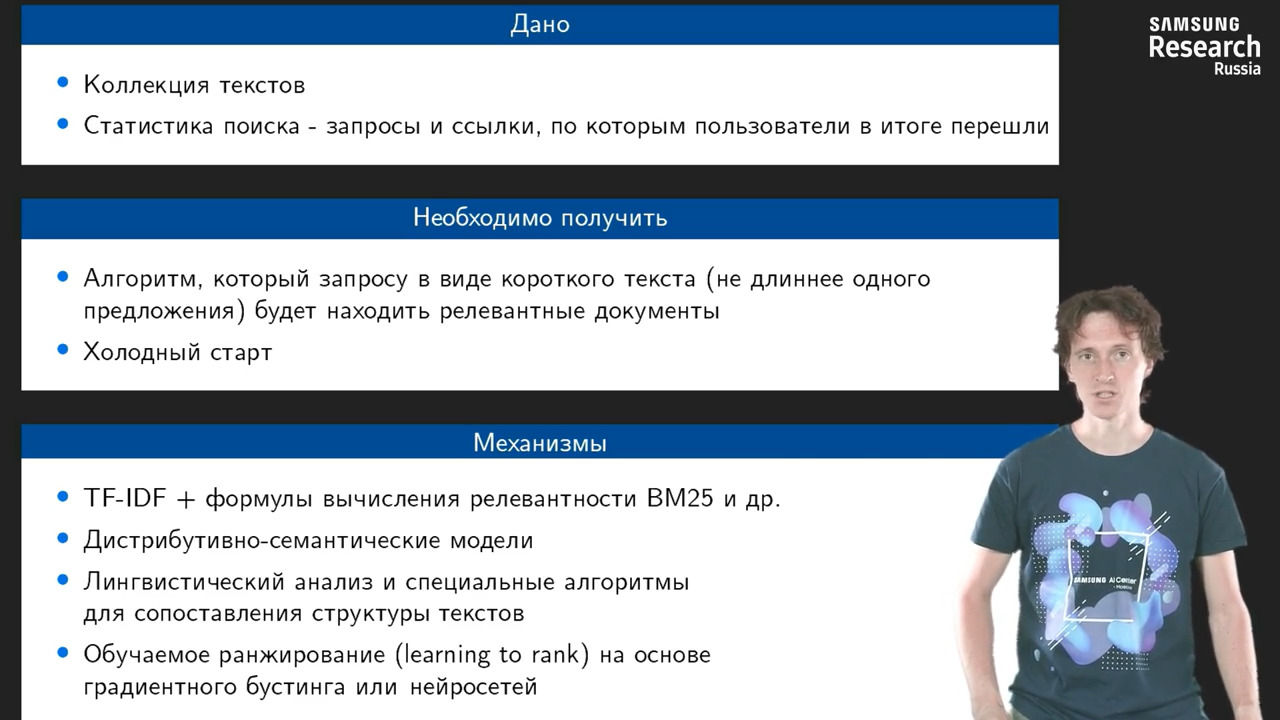 Дано
SAMSUNG
Research
Russia
Коллекция текстов
Статистика поиска - запросы и ссылки, по которым пользователи в итоге перешли
Необходимо получить
Алгоритм, который запросу в виде короткого текста (не длиннее одного
предложения) будет находить релевантные документы
Холодный старт
Механизмы
TF-IDF + формулы вычисления релевантности BM25 и др.
Дистрибутивно-семантические модели
Лингвистический анализ и специальные алгоритмы
для сопоставления структуры текстов
Обучаемое ранжирование (learning to rank) на основе
градиентного бустинга или нейросетей
SAMSUNG AI Center